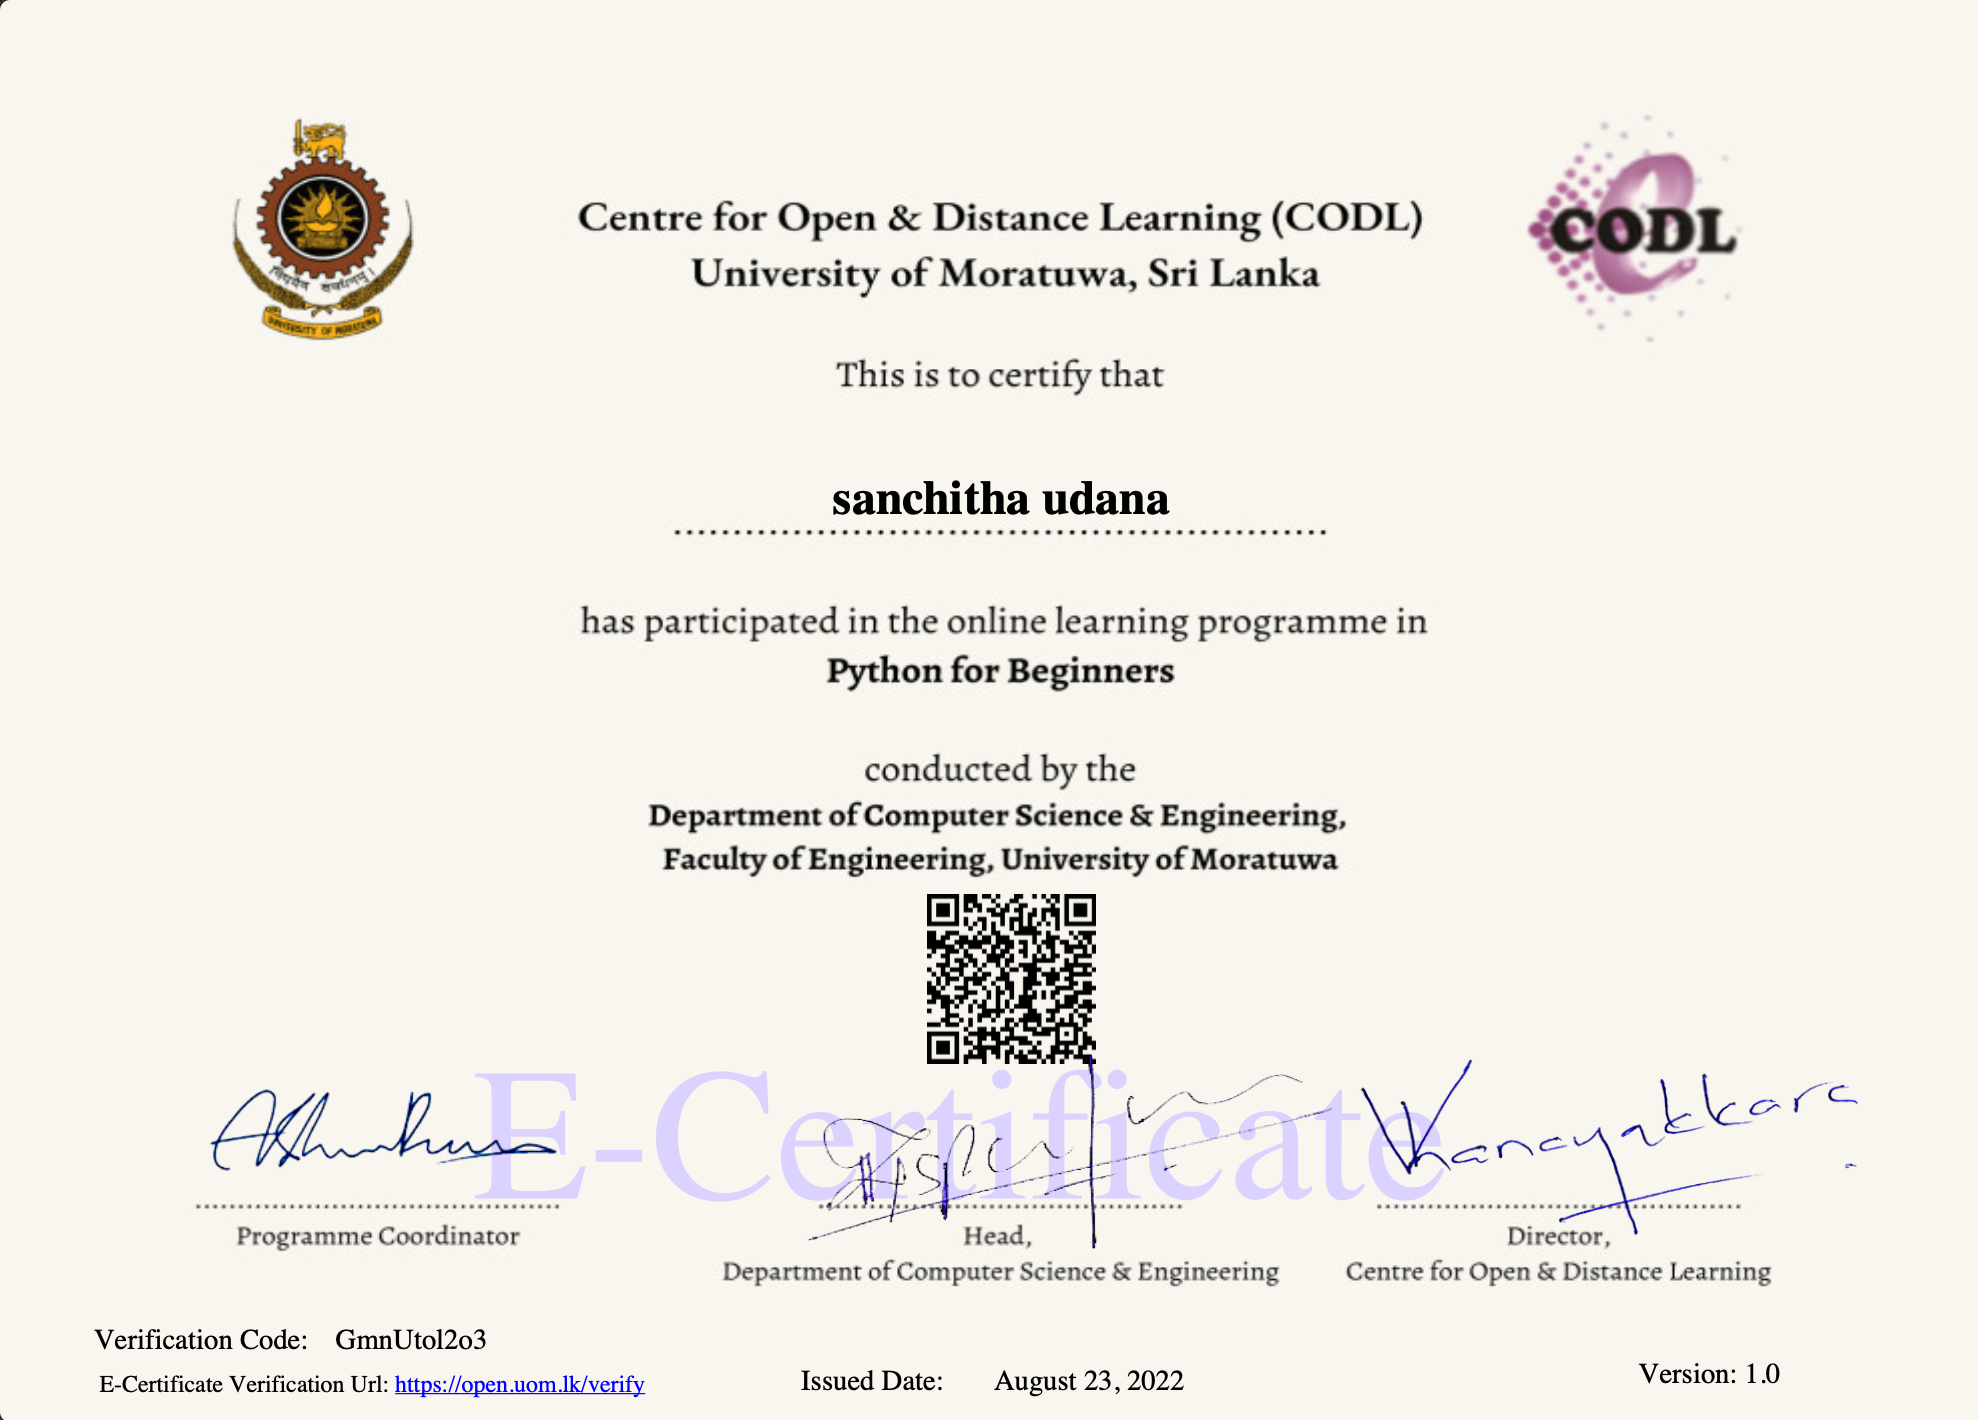 Centre for Open & Distance Learning (CODL)
University of Moratuwa, Sri Lanka
CODL
UNIVERSITY OF MORATUWA
This is to certify that
sanchitha udana
has participated in the online learning programme in
Python for Beginners
conducted by the
Department of Computer Science & Engineering,
Faculty of Engineering, University of Moratuwa
E-Certificate
Programme Coordinator
Head,
Department of Computer Science & Engineering
Director,
Centre for Open & Distance Learning
Verification Code: GmnUtol2o3
E-Certificate Verification Url: https://open.uom.lk/verify
Issued Date: August 23, 2022
Version: 1.0